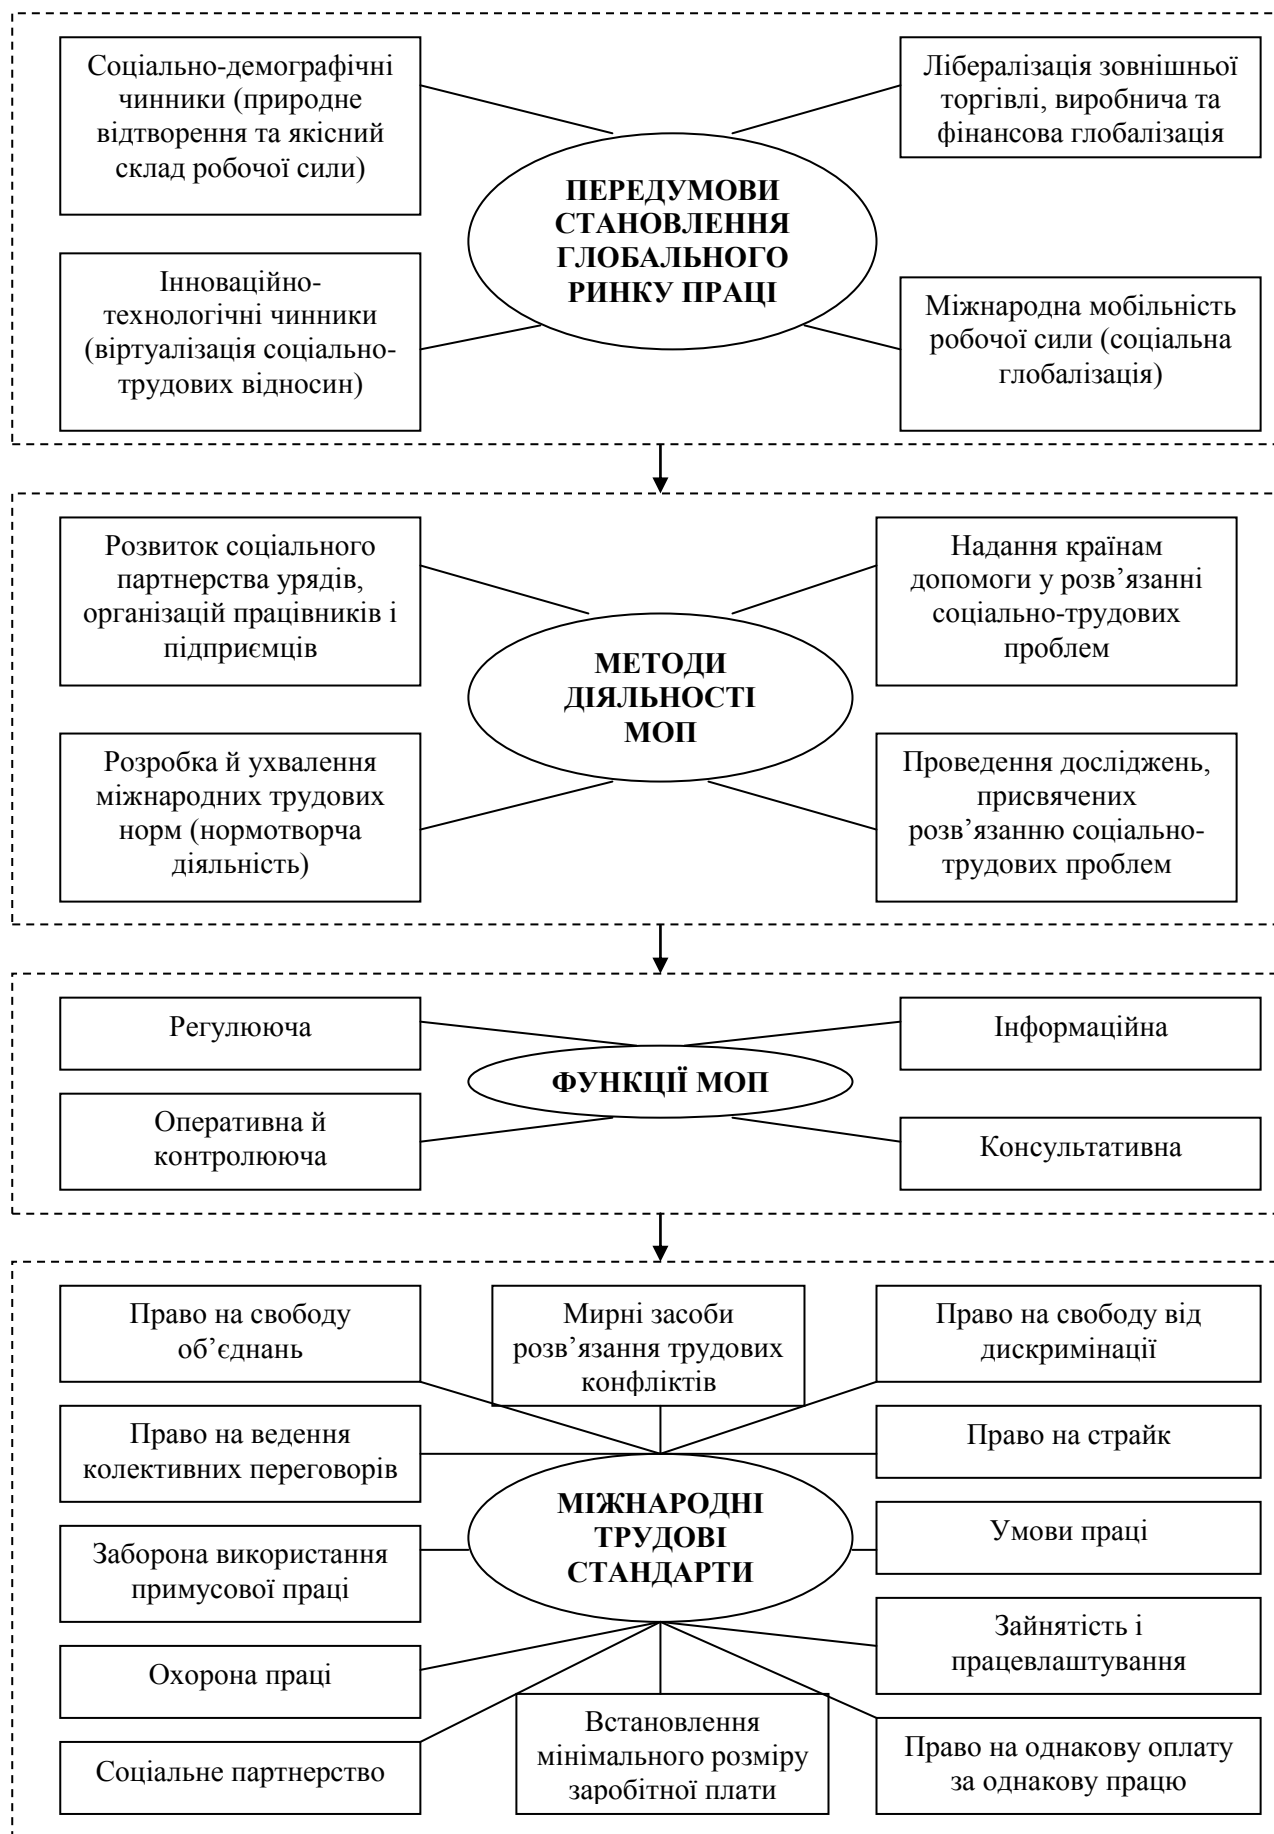 Соціально-демографічні
чинники (природне
відтворення та якісний
склад робочої сили)
Лібералізація зовнішньої
торгівлі, виробнича та
фінансова глобалізація
ПЕРЕДУМОВИ
СТАНОВЛЕННЯ
ГЛОБАЛЬНОГО
РИНКУ ПРАЦІ
Інноваційно-
технологічні чинники
(віртуалізація соціально-
трудових відносин)
Міжнародна мобільність
робочої сили (соціальна
глобалізація)
Розвиток соціального
партнерства урядів,
організацій працівників і
підприємців
Надання країнам
допомоги у розв’язанні
соціально-трудових
проблем
МЕТОДИ
ДІЯЛЬНОСТІ
МОП
Розробка й ухвалення
міжнародних трудових
норм (нормотворча
діяльність)
Проведення досліджень,
присвячених
розв’язанню соціально-
трудових проблем
Регулююча
Інформаційна
ФУНКЦІЇ МОП
Оперативна й
контролююча
Консультативна
Право на свободу
об’єднань
Мирні засоби
розв’язання трудових
конфліктів
Право на свободу від
дискримінації
Право на ведення
колективних переговорів
Право на страйк
МІЖНАРОДНІ
ТРУДОВІ
СТАНДАРТИ
Заборона використання
примусової праці
Умови праці
Охорона праці
Зайнятість і
працевлаштування
Соціальне партнерство
Встановлення
мінімального розміру
заробітної плати
Право на однакову оплату
за однакову працю